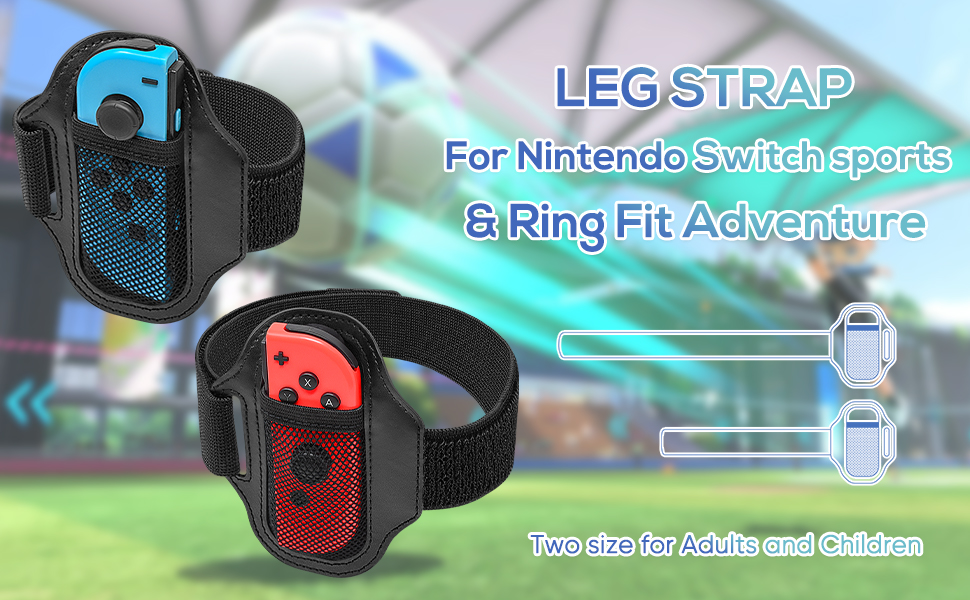 LEG STRAP
For Nintendo Switch sports
& Ring Fit Adventure
X
Y
A
Two size for Adults and Children